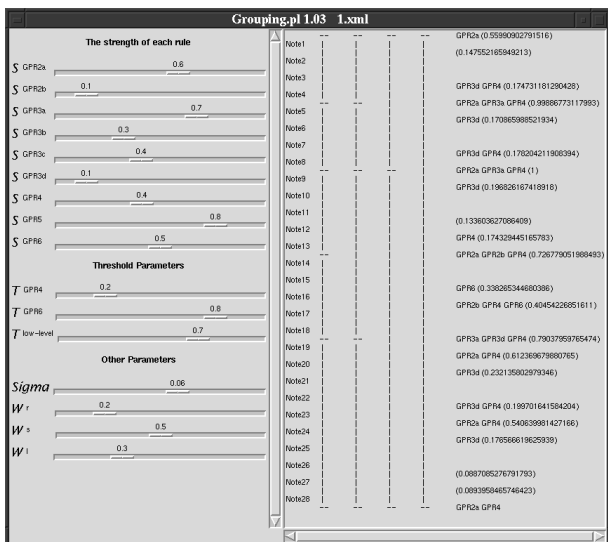 Grouping.pl 1.03 1.xml
The strength of each rule
0.6
S GPR2a
0.1
S GPR2b
0.7
S GPR3a
0.3
S GPR3b
0.4
S GPR3c
0.1
S GPR3d
0.4
S GPR4
0.8
S GPR5
0.5
S GPR6
Threshold Parameters
0.2
T GPR4
0.8
T GPR6
0.7
T low-level
Other Parameters
0.06
Sigma
0.2
W r
0.5
W s
0.3
W l
GPR2a (0.55990902791516)
Note1
(0.147552165949213)
Note2
Note3
GPR3d GPR4 (0.174731181290428)
Note4
GPR2a GPR3a GPR4 (0.99886773117993)
Note5
GPR3d (0.170865988521934)
Note6
Note7
GPR3d GPR4 (0.178204211908394)
Note8
GPR2a GPR3a GPR4 (1)
Note9
GPR3d (0.196826167418918)
Note10
Note11
(0.133603627086409)
Note12
GPR4 (0.174329445165783)
Note13
GPR2a GPR2b GPR4 (0.726779051988493)
Note14
Note15
GPR6 (0.338265344680386)
Note16
GPR2b GPR4 GPR6 (0.40454226851611)
Note17
Note18
GPR3a GPR3d GPR4 (0.79037959765474)
Note19
GPR2a GPR4 (0.612369679880765)
Note20
GPR3d (0.232135802979346)
Note21
Note22
GPR3d GPR4 (0.199701641584204)
Note23
GPR2a GPR4 (0.540639981427166)
Note24
GPR3d (0.176566619625939)
Note25
Note26
(0.0887085276791793)
Note27
(0.0893958465746423)
Note28
GPR2a GPR4